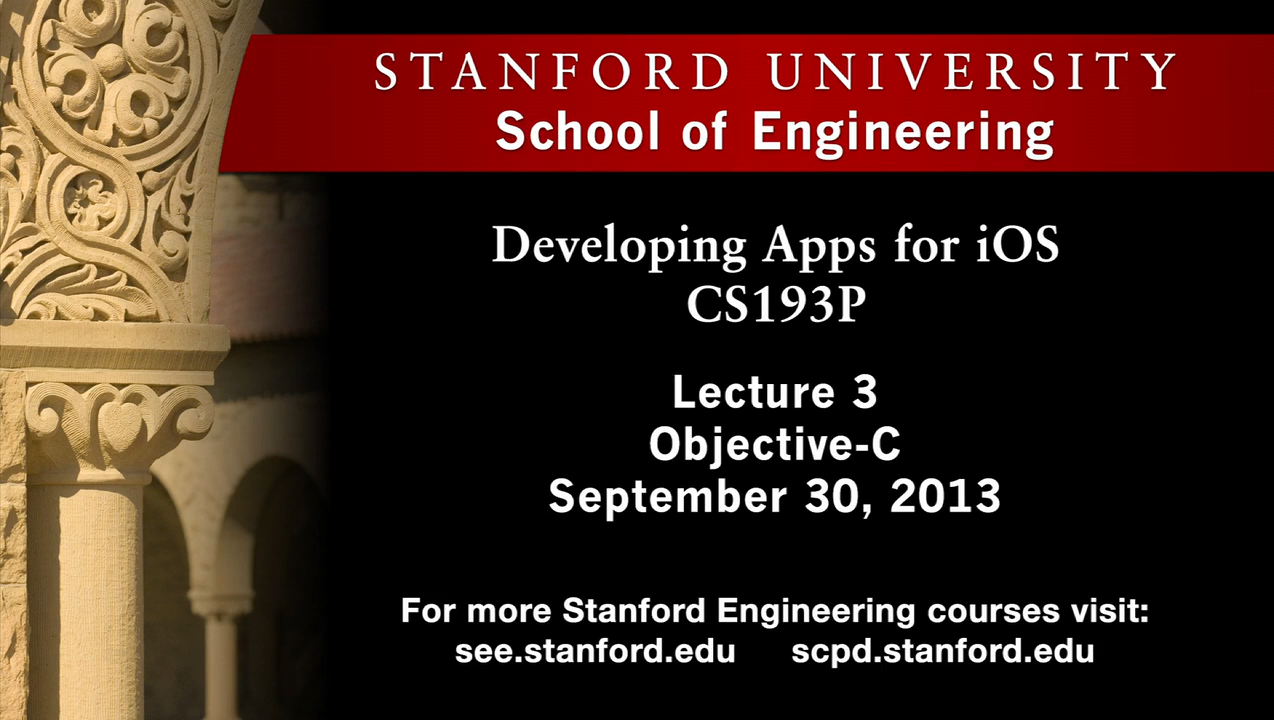 STANFORD UNIVERSITY
School of Engineering
Developing Apps for iOS
CS193P
Lecture 3
Objective-C
September 30, 2013
For more Stanford Engineering courses visit:
see.stanford.edu scpd.stanford.edu